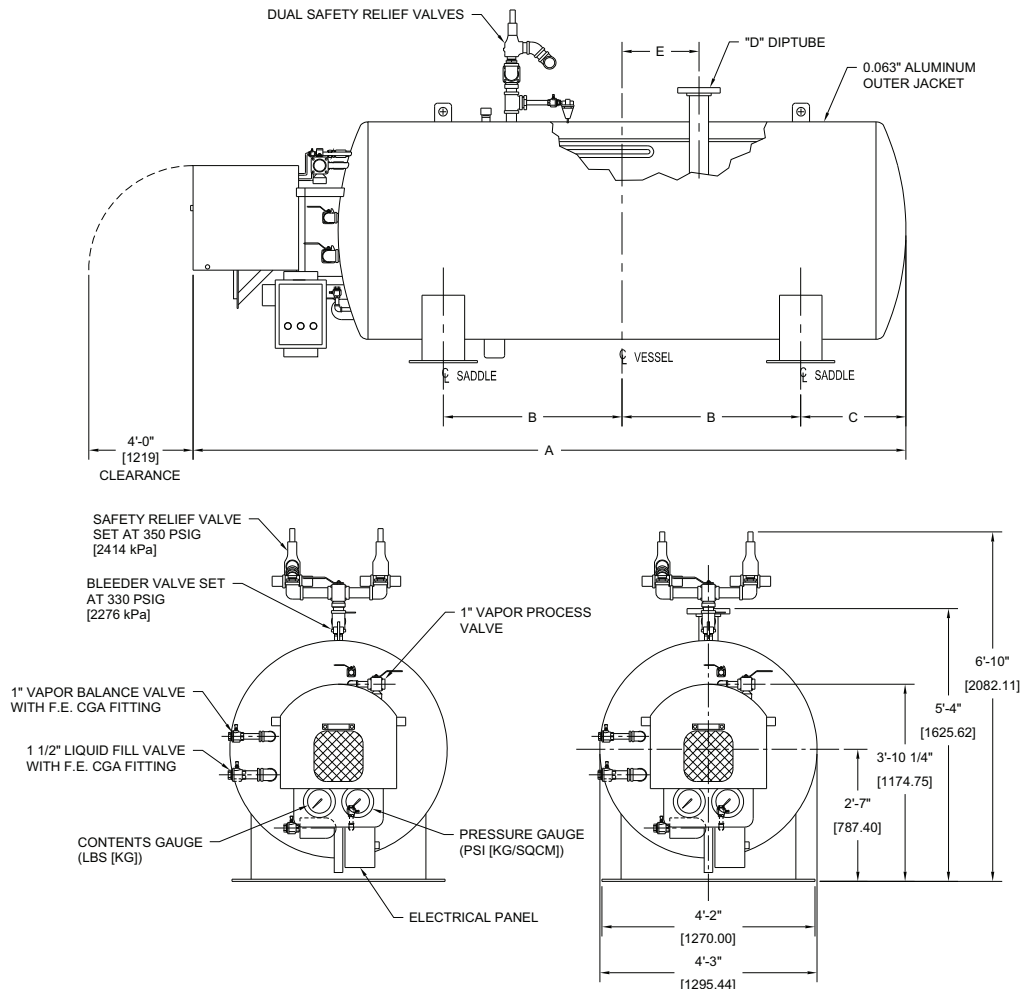 DUAL SAFETY RELIEF VALVES
E
"D" DIPTUBE
0.063" ALUMINUM
OUTER JACKET
℄ VESSEL
℄ SADDLE
℄ SADDLE
B
B
C
4'-0"
[1219]
CLEARANCE
A
SAFETY RELIEF VALVE
SET AT 350 PSIG
[2414 kPa]
BLEEDER VALVE SET
AT 330 PSIG
[2276 kPa]
1" VAPOR PROCESS
VALVE
1" VAPOR BALANCE VALVE
WITH F.E. CGA FITTING
1 1/2" LIQUID FILL VALVE
WITH F.E. CGA FITTING
CONTENTS GAUGE
(LBS [KG])
PRESSURE GAUGE
(PSI [KG/SQCM])
ELECTRICAL PANEL
6'-10"
[2082.11]
5'-4"
[1625.62]
3'-10 1/4"
[1174.75]
2'-7"
[787.40]
4'-2"
[1270.00]
4'-3"
[1295.44]